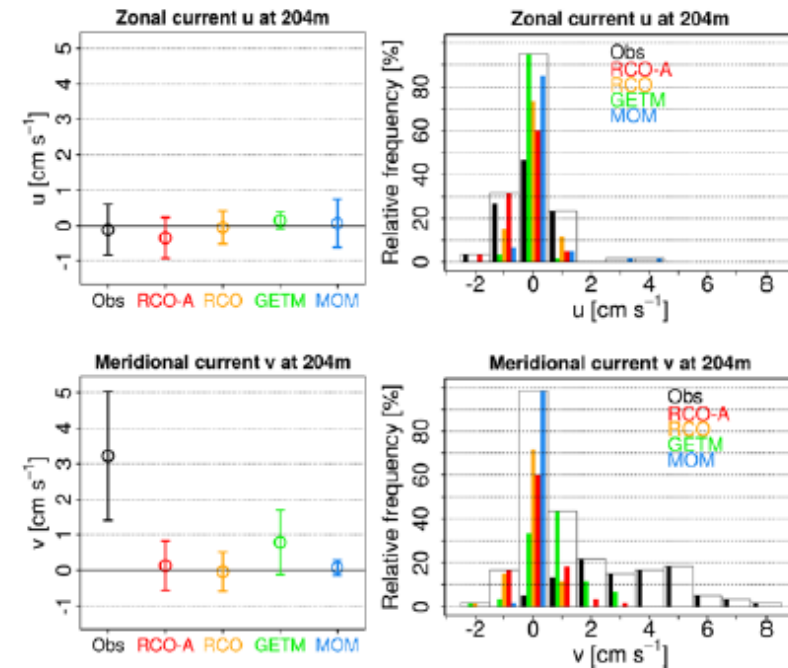 Zonal current u at 204m
u [cm s⁻¹]
5
4
3
2
1
0
-1
Obs RCO-A RCO GETM MOM
Zonal current u at 204m
Relative frequency [%]
80
60
40
20
0
Obs
RCO-A
RCO
GETM
MOM
-2 0 2 4 6 8
u [cm s⁻¹]
Meridional current v at 204m
v [cm s⁻¹]
5
4
3
2
1
0
-1
Obs RCO-A RCO GETM MOM
Meridional current v at 204m
Relative frequency [%]
80
60
40
20
0
Obs
RCO-A
RCO
GETM
MOM
-2 0 2 4 6 8
v [cm s⁻¹]